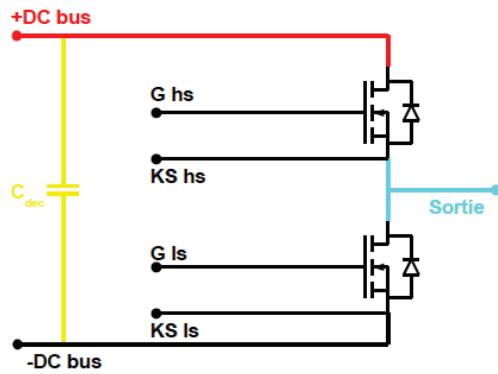 +DC bus
G hs
KS hs
C dec
Sortie
G ls
KS ls
-DC bus